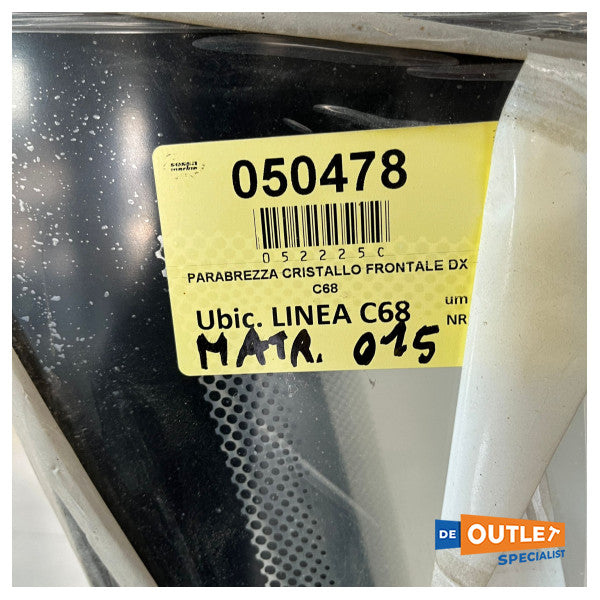 050478
052225C
PARABREZZA CRISTALLO FRONTALE DX
C68
um
Ubic. LINEA C68
NR
MATR. 015
DE OUTLET
SPECIALIST